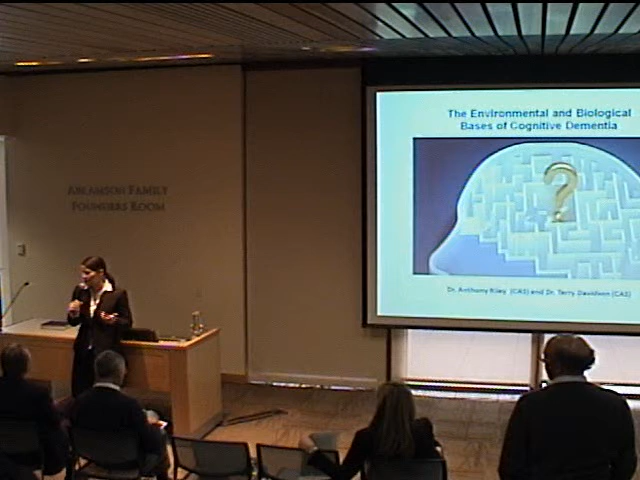 ABRAMSON FAMILY
FOUNDERS ROOM
The Environmental and Biological
Bases of Cognitive Dementia
?
Dr. Anthony Riley (CAS) and Dr. Terry Davidson (CAS)